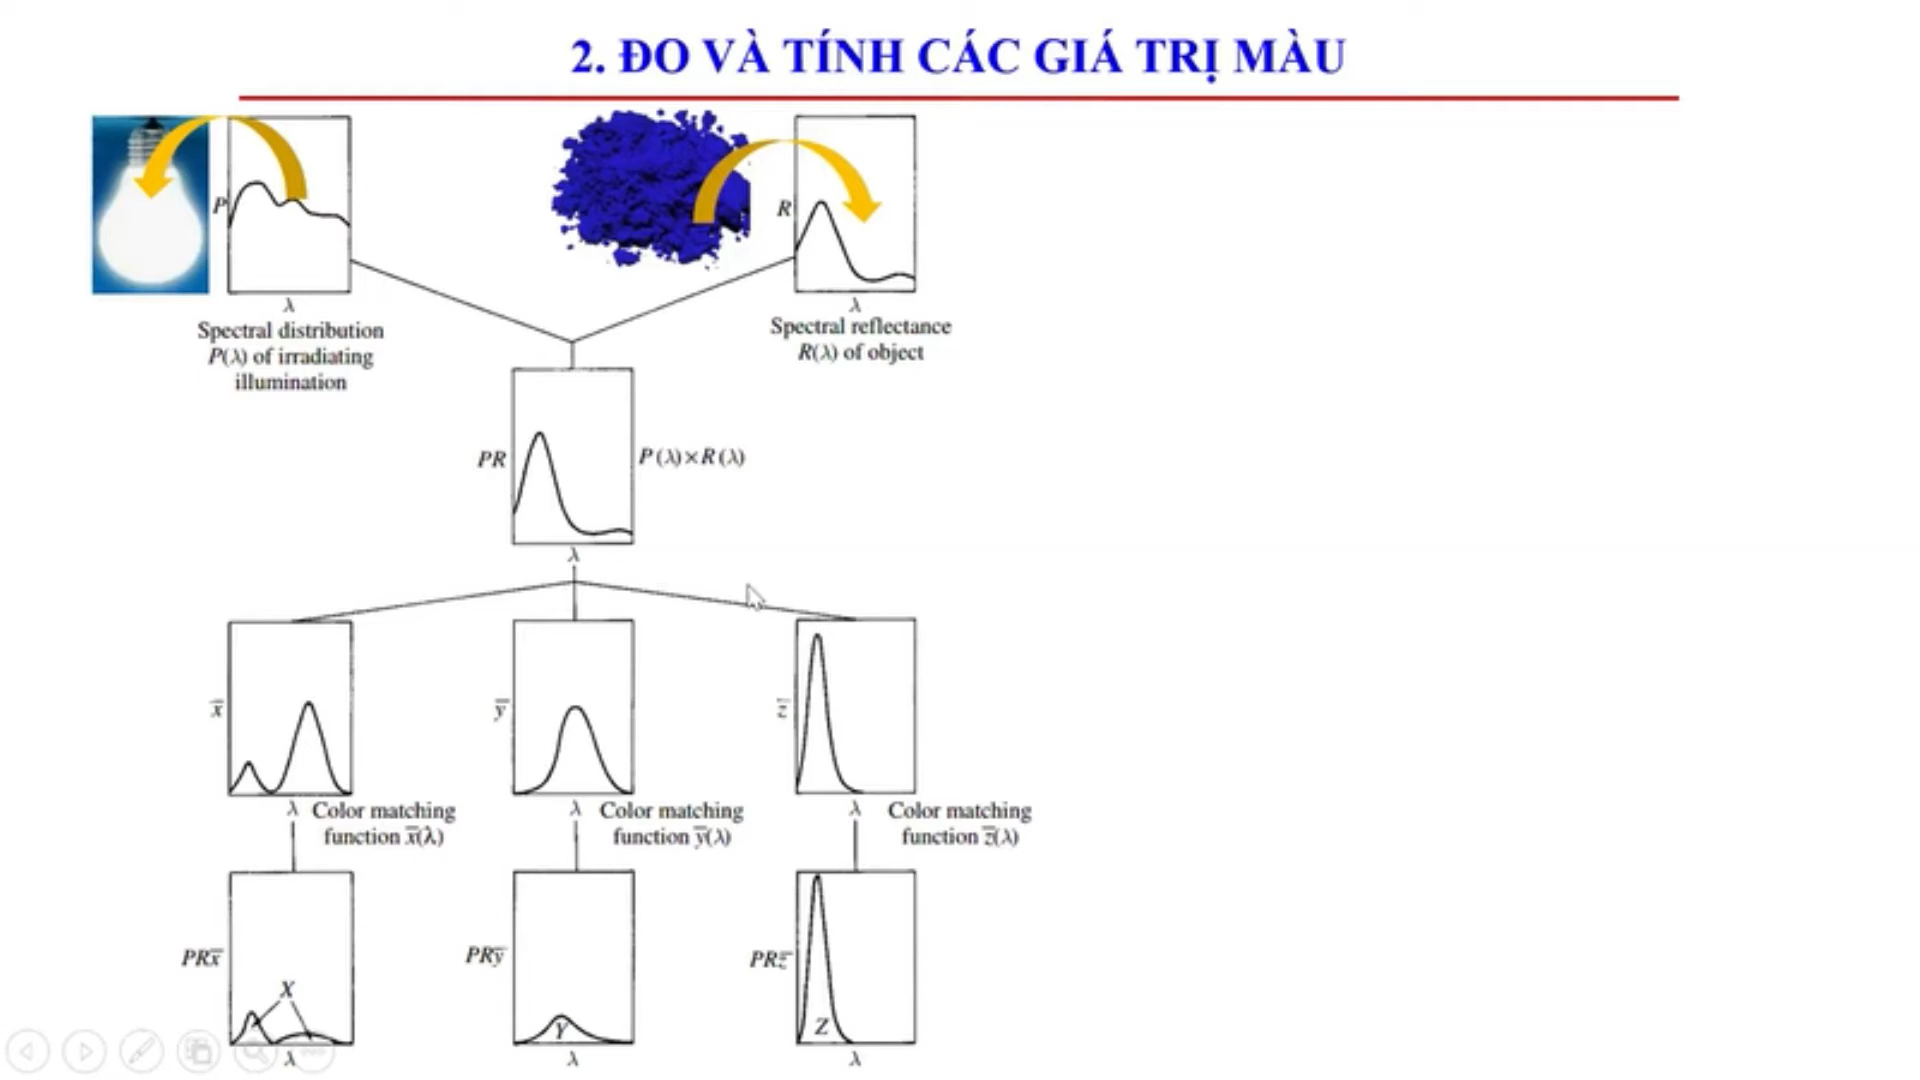 2. ĐO VÀ TÍNH CÁC GIÁ TRỊ MÀU
P
λ
Spectral distribution
P(λ) of irradiating
illumination
R
λ
Spectral reflectance
R(λ) of object
PR
P(λ)×R(λ)
λ
x̅
λ
Color matching
function x̅(λ)
y̅
λ
Color matching
function y̅(λ)
z̅
λ
Color matching
function z̅(λ)
PRx̅
X
λ
PRy̅
Y
λ
PRz̅
Z
λ